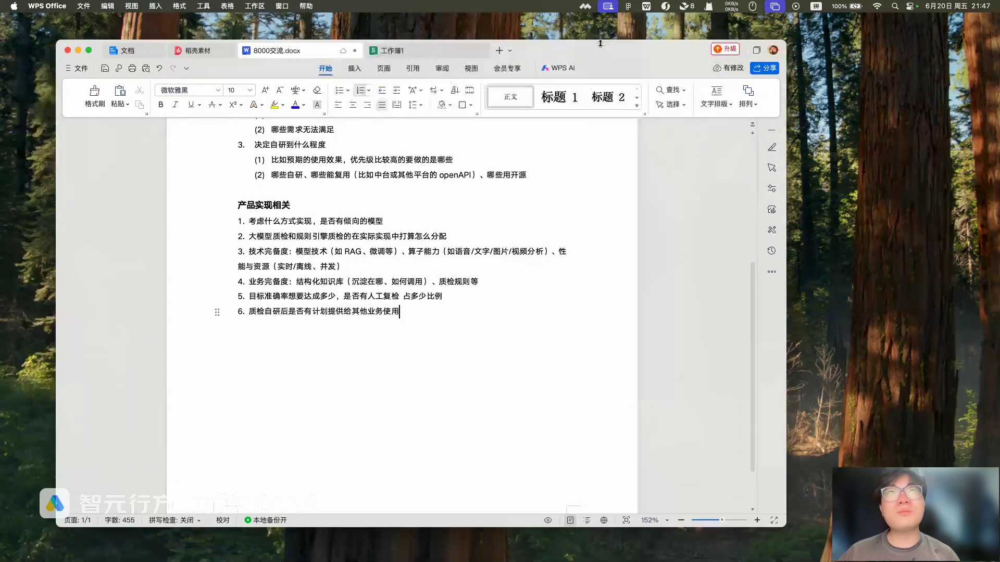 WPS Office 文件 编辑 视图 插入 格式 工具 表格 工作区 窗口 帮助
8 0KB/s 0KB/s 拼 100% 6月20日 周五 21:47
文档 稻壳素材 8000交流.docx 工作簿1 升级
文件 开始 插入 页面 引用 审阅 视图 会员专享 WPS AI 有修改 分享
微软雅黑 10 正文 标题 1 标题 2 查找
格式刷 粘贴 选择 文字排版 排列
(2) 哪些需求无法满足
3. 决定自研到什么程度
(1) 比如预期的使用效果，优先级比较高的要做的是哪些
(2) 哪些自研、哪些能复用（比如中台或其他平台的 openAPI）、哪些用开源
产品实现相关
1. 考虑什么方式实现，是否有倾向的模型
2. 大模型质检和规则引擎质检的在实际实现中打算怎么分配
3. 技术完备度：模型技术（如 RAG、微调等）、算子能力（如语音/文字/图片/视频分析）、性
能与资源（实时/离线、并发）
4. 业务完备度：结构化知识库（沉淀在哪、如何调用）、质检规则等
5. 目标准确率想要达成多少，是否有人工复检 占多少比例
6. 质检自研后是否有计划提供给其他业务使用
智元行方
页面: 1/1 字数: 455 拼写检查: 关闭 校对 本地备份开 152%